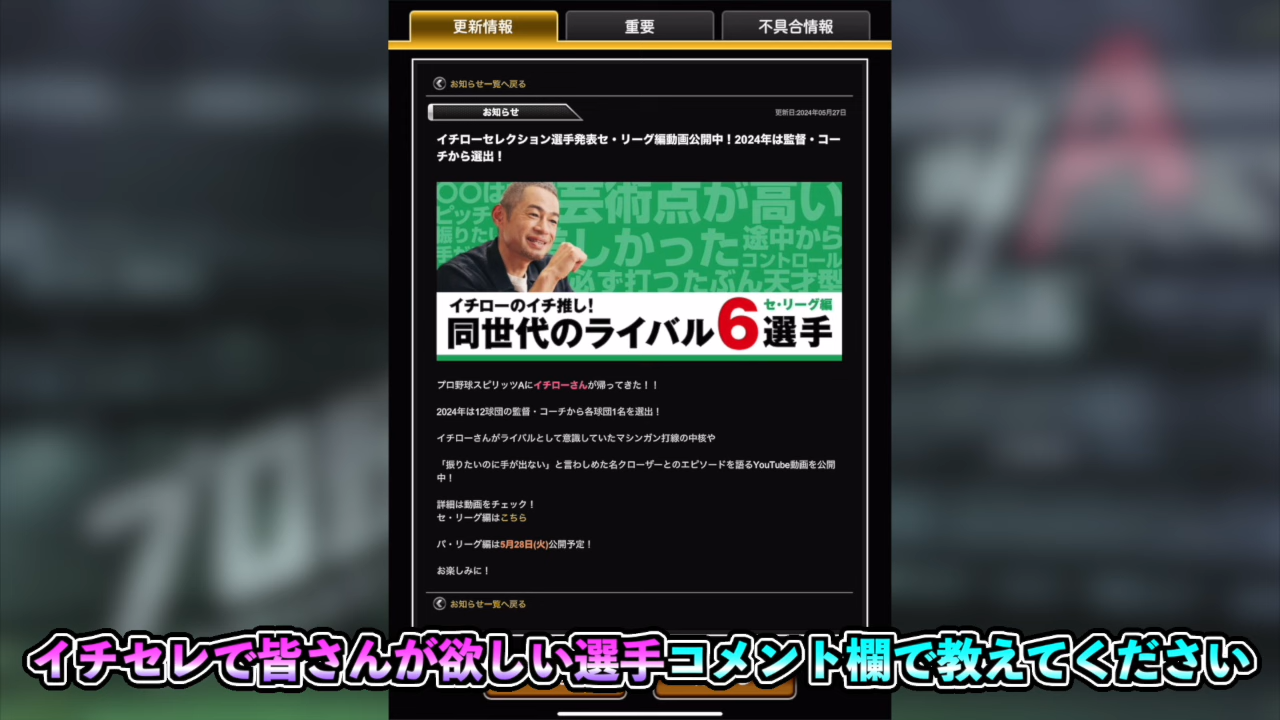 更新情報
重要
不具合情報
お知らせ一覧へ戻る
お知らせ
更新日:2024年05月27日
イチローセレクション選手発表セ・リーグ編動画公開中！2024年は監督・コー
チから選出！
〇〇は
芸術点が高い
ピッチ
振りたい
しかった
途中から
コントロール
手が
必ず打つたぶん天才型
イチローのイチ推し!
セ・リーグ編
同世代のライバル6選手
プロ野球スピリッツAにイチローさんが帰ってきた！！
2024年は12球団の監督・コーチから各球団1名を選出！
イチローさんがライバルとして意識していたマシンガン打線の中核や
「振りたいのに手が出ない」と言わしめた名クローザーとのエピソードを語るYouTube動画を公開
中！
詳細は動画をチェック！
セ・リーグ編はこちら
パ・リーグ編は5月28日(火)公開予定！
お楽しみに！
お知らせ一覧へ戻る
イチセレで皆さんが欲しい選手コメント欄で教えてください